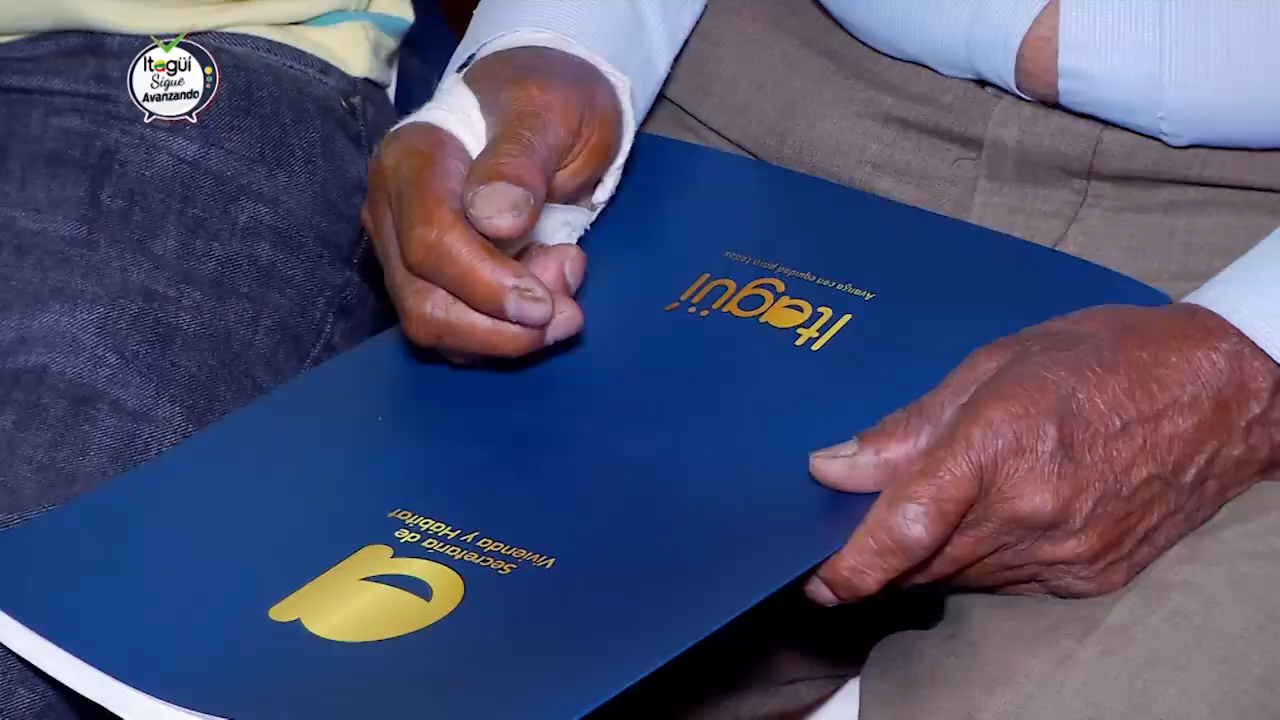 Itagüí
Sigue
Avanzando
Itagüí
Avanza con equidad para todos
Secretaría de
Vivienda y Hábitat